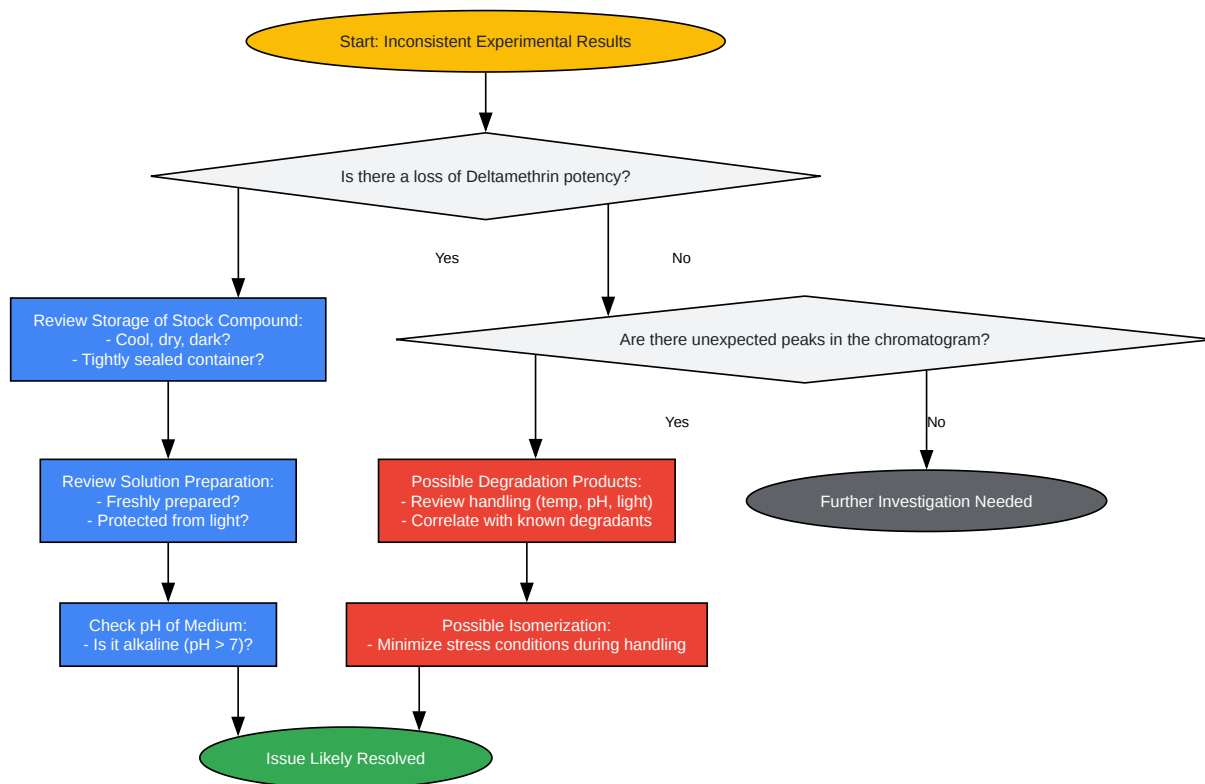 Start: Inconsistent Experimental Results
Is there a loss of Deltamethrin potency?
Yes
No
Review Storage of Stock Compound:
- Cool, dry, dark?
- Tightly sealed container?
Are there unexpected peaks in the chromatogram?
Yes
No
Review Solution Preparation:
- Freshly prepared?
- Protected from light?
Possible Degradation Products:
- Review handling (temp, pH, light)
- Correlate with known degradants
Further Investigation Needed
Check pH of Medium:
- Is it alkaline (pH > 7)?
Possible Isomerization:
- Minimize stress conditions during handling
Issue Likely Resolved